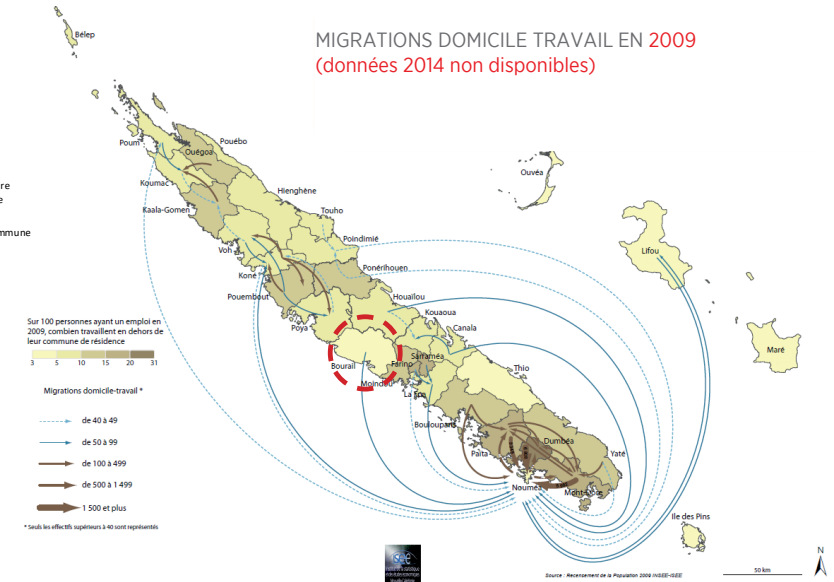 MIGRATIONS DOMICILE TRAVAIL EN 2009
(données 2014 non disponibles)
Bélep
Poum
Ouégoa
Pouébo
Koumac
Hienghène
Kaala-Gomen
Touho
Poindimié
Voh
Koné
Ponérihouen
Pouembout
Houaïlou
Poya
Kouaoua
Canala
Sarraméa
Farino
Bourail
Moindou
La Foa
Thio
Bouloupari
Païta
Dumbéa
Yaté
Nouméa
Mont-Dore
Ouvéa
Lifou
Maré
Ile des Pins
re
e
mmune
Sur 100 personnes ayant un emploi en
2009, combien travaillent en dehors de
leur commune de résidence
3 5 10 15 20 31
Migrations domicile-travail *
de 40 à 49
de 50 à 99
de 100 à 499
de 500 à 1 499
1 500 et plus
* Seuls les effectifs supérieurs à 40 sont représentés
isee
Source : Recensement de la Population 2009 INSEE-ISEE
50 km
N